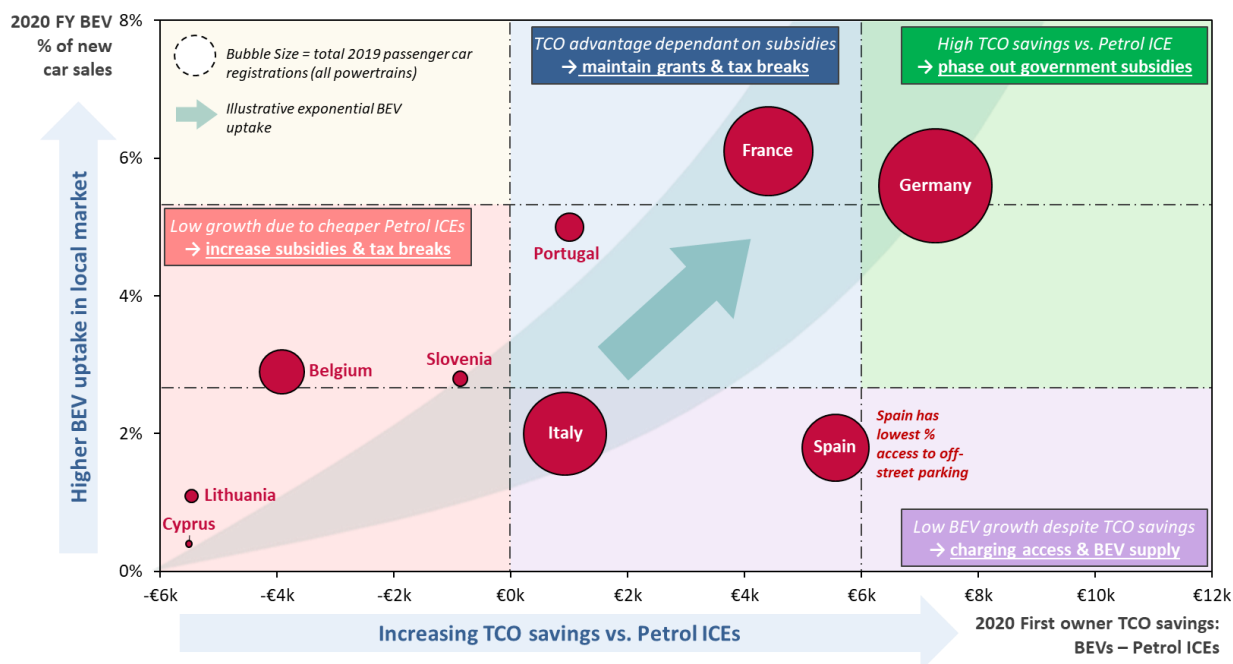 2020 FY BEV
% of new
car sales
8%
6%
4%
2%
0%
Higher BEV uptake in local market
Bubble Size = total 2019 passenger car
registrations (all powertrains)
Illustrative exponential BEV
uptake
TCO advantage dependant on subsidies
→ maintain grants & tax breaks
High TCO savings vs. Petrol ICE
→ phase out government subsidies
Low growth due to cheaper Petrol ICEs
→ increase subsidies & tax breaks
France
Germany
Portugal
Belgium
Slovenia
Italy
Spain
Spain has
lowest %
access to off-
street parking
Lithuania
Cyprus
Low BEV growth despite TCO savings
→ charging access & BEV supply
-€6k
-€4k
-€2k
€0k
€2k
€4k
€6k
€8k
€10k
€12k
Increasing TCO savings vs. Petrol ICEs
2020 First owner TCO savings:
BEVs – Petrol ICEs